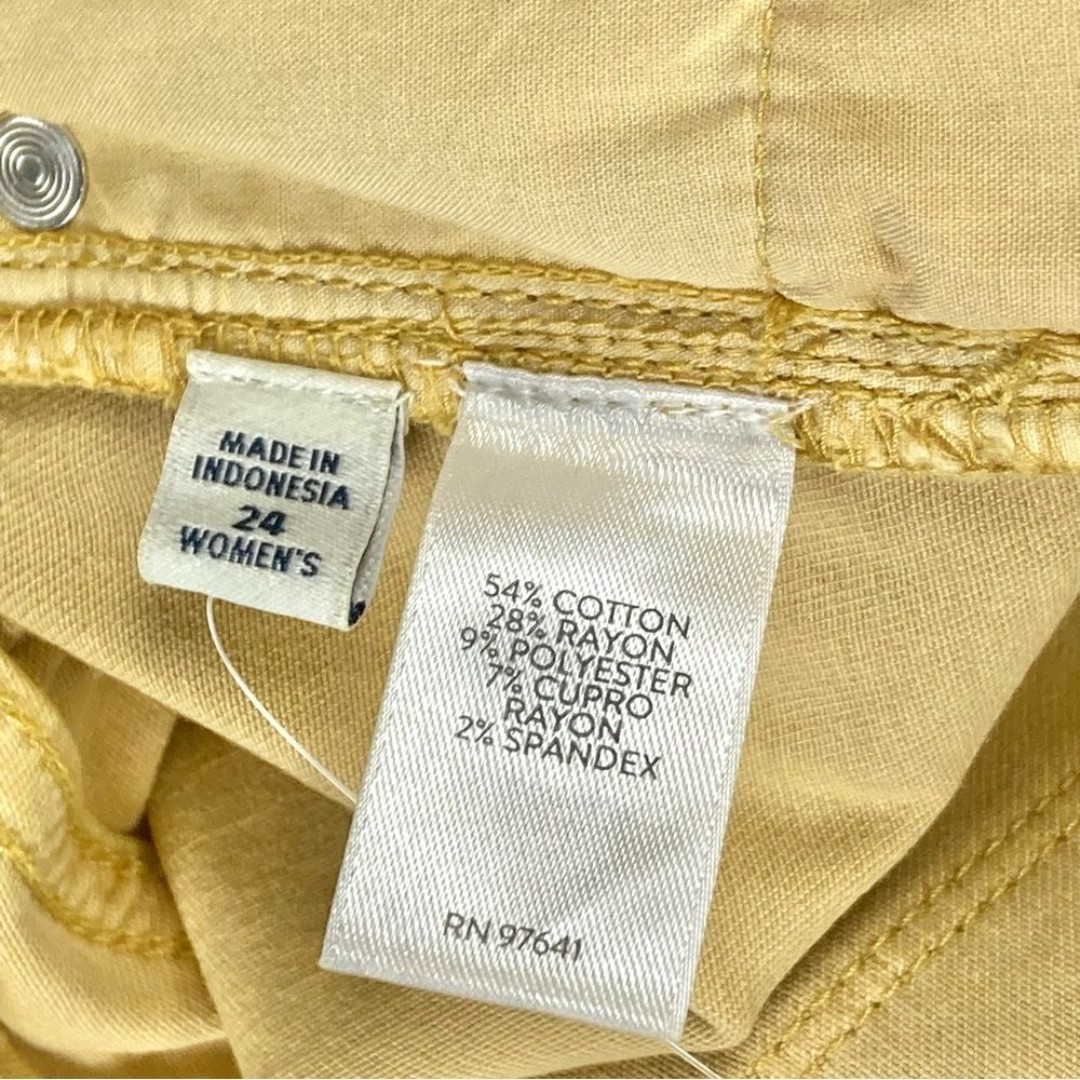 MADE IN
INDONESIA
24
WOMEN'S
54% COTTON
28% RAYON
9% POLYESTER
7% CUPRO
RAYON
2% SPANDEX
RN 97641